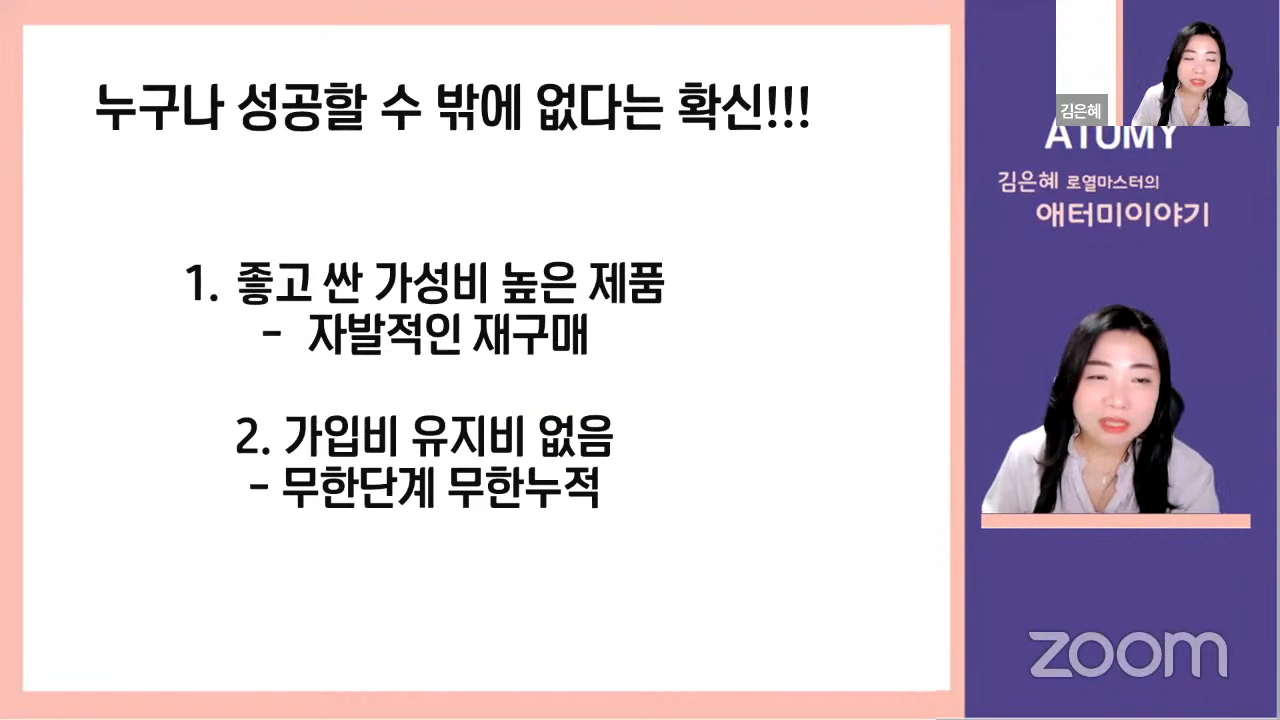 누구나 성공할 수 밖에 없다는 확신!!!
1. 좋고 싼 가성비 높은 제품
- 자발적인 재구매
2. 가입비 유지비 없음
- 무한단계 무한누적
김은혜
ATOMY
김은혜 로열마스터의
애터미이야기
zoom